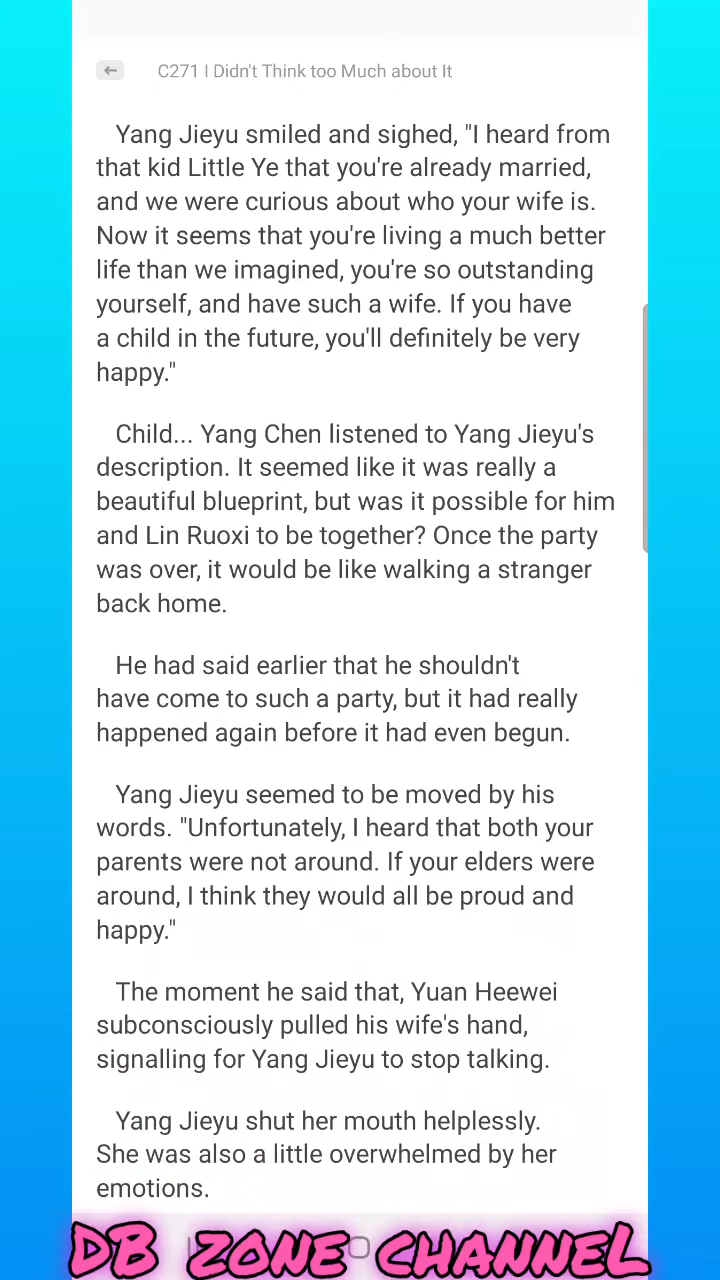 C271 I Didn't Think too Much about It
Yang Jieyu smiled and sighed, "I heard from
that kid Little Ye that you're already married,
and we were curious about who your wife is.
Now it seems that you're living a much better
life than we imagined, you're so outstanding
yourself, and have such a wife. If you have
a child in the future, you'll definitely be very
happy."
Child... Yang Chen listened to Yang Jieyu's
description. It seemed like it was really a
beautiful blueprint, but was it possible for him
and Lin Ruoxi to be together? Once the party
was over, it would be like walking a stranger
back home.
He had said earlier that he shouldn't
have come to such a party, but it had really
happened again before it had even begun.
Yang Jieyu seemed to be moved by his
words. "Unfortunately, I heard that both your
parents were not around. If your elders were
around, I think they would all be proud and
happy."
The moment he said that, Yuan Heewei
subconsciously pulled his wife's hand,
signalling for Yang Jieyu to stop talking.
Yang Jieyu shut her mouth helplessly.
She was also a little overwhelmed by her
emotions.
DB ZONE CHANNEL